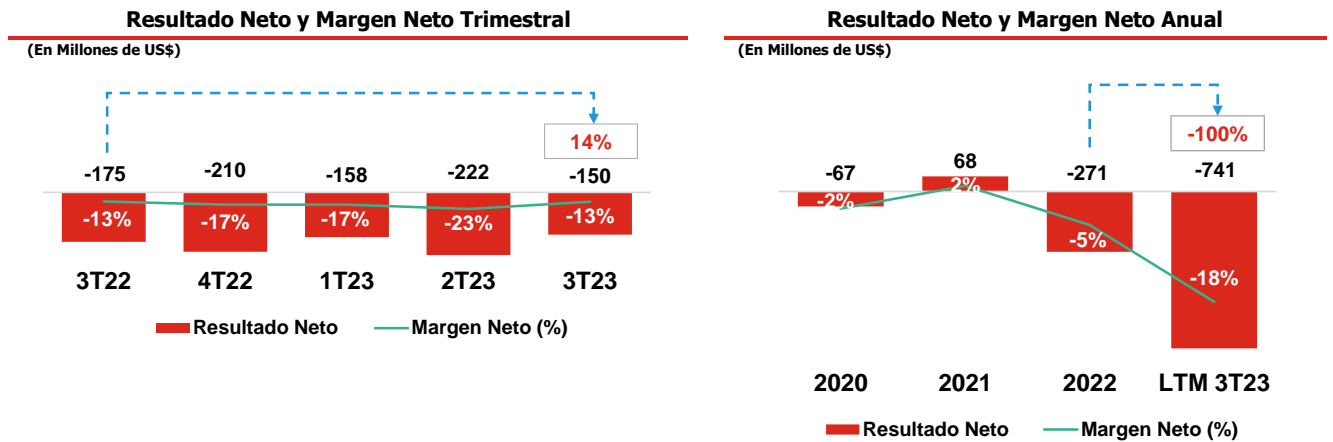 Resultado Neto y Margen Neto Trimestral
(En Millones de US$)
14%
-175 -210 -158 -222 -150
-13% -17% -17% -23% -13%
3T22 4T22 1T23 2T23 3T23
Resultado Neto Margen Neto (%)
Resultado Neto y Margen Neto Anual
(En Millones de US$)
-100%
-67 68 -271 -741
-2% 2% -5% -18%
2020 2021 2022 LTM 3T23
Resultado Neto Margen Neto (%)